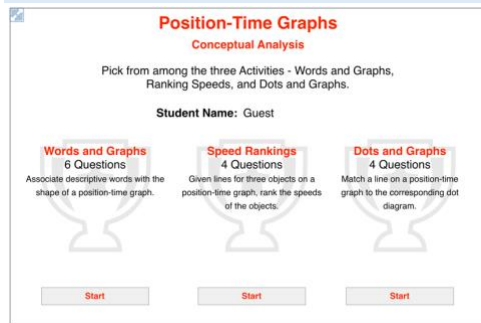 Position-Time Graphs
Conceptual Analysis
Pick from among the three Activities - Words and Graphs,
Ranking Speeds, and Dots and Graphs.
Student Name: Guest
Words and Graphs
6 Questions
Associate descriptive words with the
shape of a position-time graph.
Start
Speed Rankings
4 Questions
Given lines for three objects on a
position-time graph, rank the speeds
of the objects.
Start
Dots and Graphs
4 Questions
Match a line on a position-time
graph to the corresponding dot
diagram.
Start